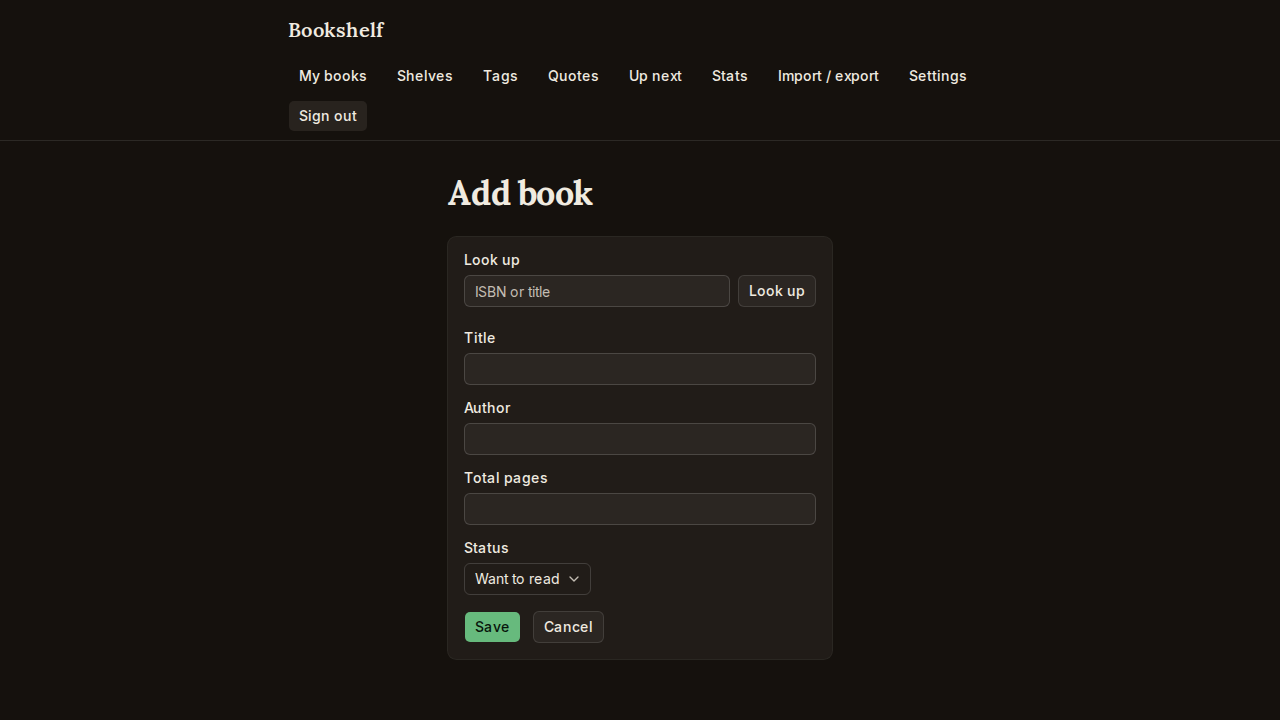 Bookshelf
My books Shelves Tags Quotes Up next Stats Import / export Settings
Sign out
Add book
Look up
ISBN or title Look up
Title
Author
Total pages
Status
Want to read
Save Cancel